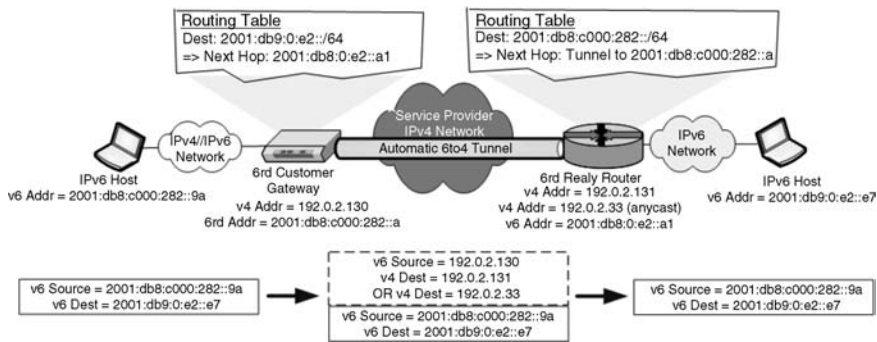 Routing Table
Dest: 2001:db9:0:e2::/64
=> Next Hop: 2001:db8:0:e2::a1
Routing Table
Dest: 2001:db8:c000:282::/64
=> Next Hop: Tunnel to 2001:db8:c000:282::a
IPv6 Host
v6 Addr = 2001:db8:c000:282::9a
IPv4//IPv6
Network
6rd Customer
Gateway
v4 Addr = 192.0.2.130
6rd Addr = 2001:db8:c000:282::a
Service Provider
IPv4 Network
Automatic 6to4 Tunnel
6rd Realy Router
v4 Addr = 192.0.2.131
v4 Addr = 192.0.2.33 (anycast)
v6 Addr = 2001:db8:0:e2::a1
IPv6
Network
IPv6 Host
v6 Addr = 2001:db9:0:e2::e7
v6 Source = 2001:db8:c000:282::9a
v6 Dest = 2001:db9:0:e2::e7
v6 Source = 192.0.2.130
v4 Dest = 192.0.2.131
OR v4 Dest = 192.0.2.33
v6 Source = 2001:db8:c000:282::9a
v6 Dest = 2001:db9:0:e2::e7
v6 Source = 2001:db8:c000:282::9a
v6 Dest = 2001:db9:0:e2::e7